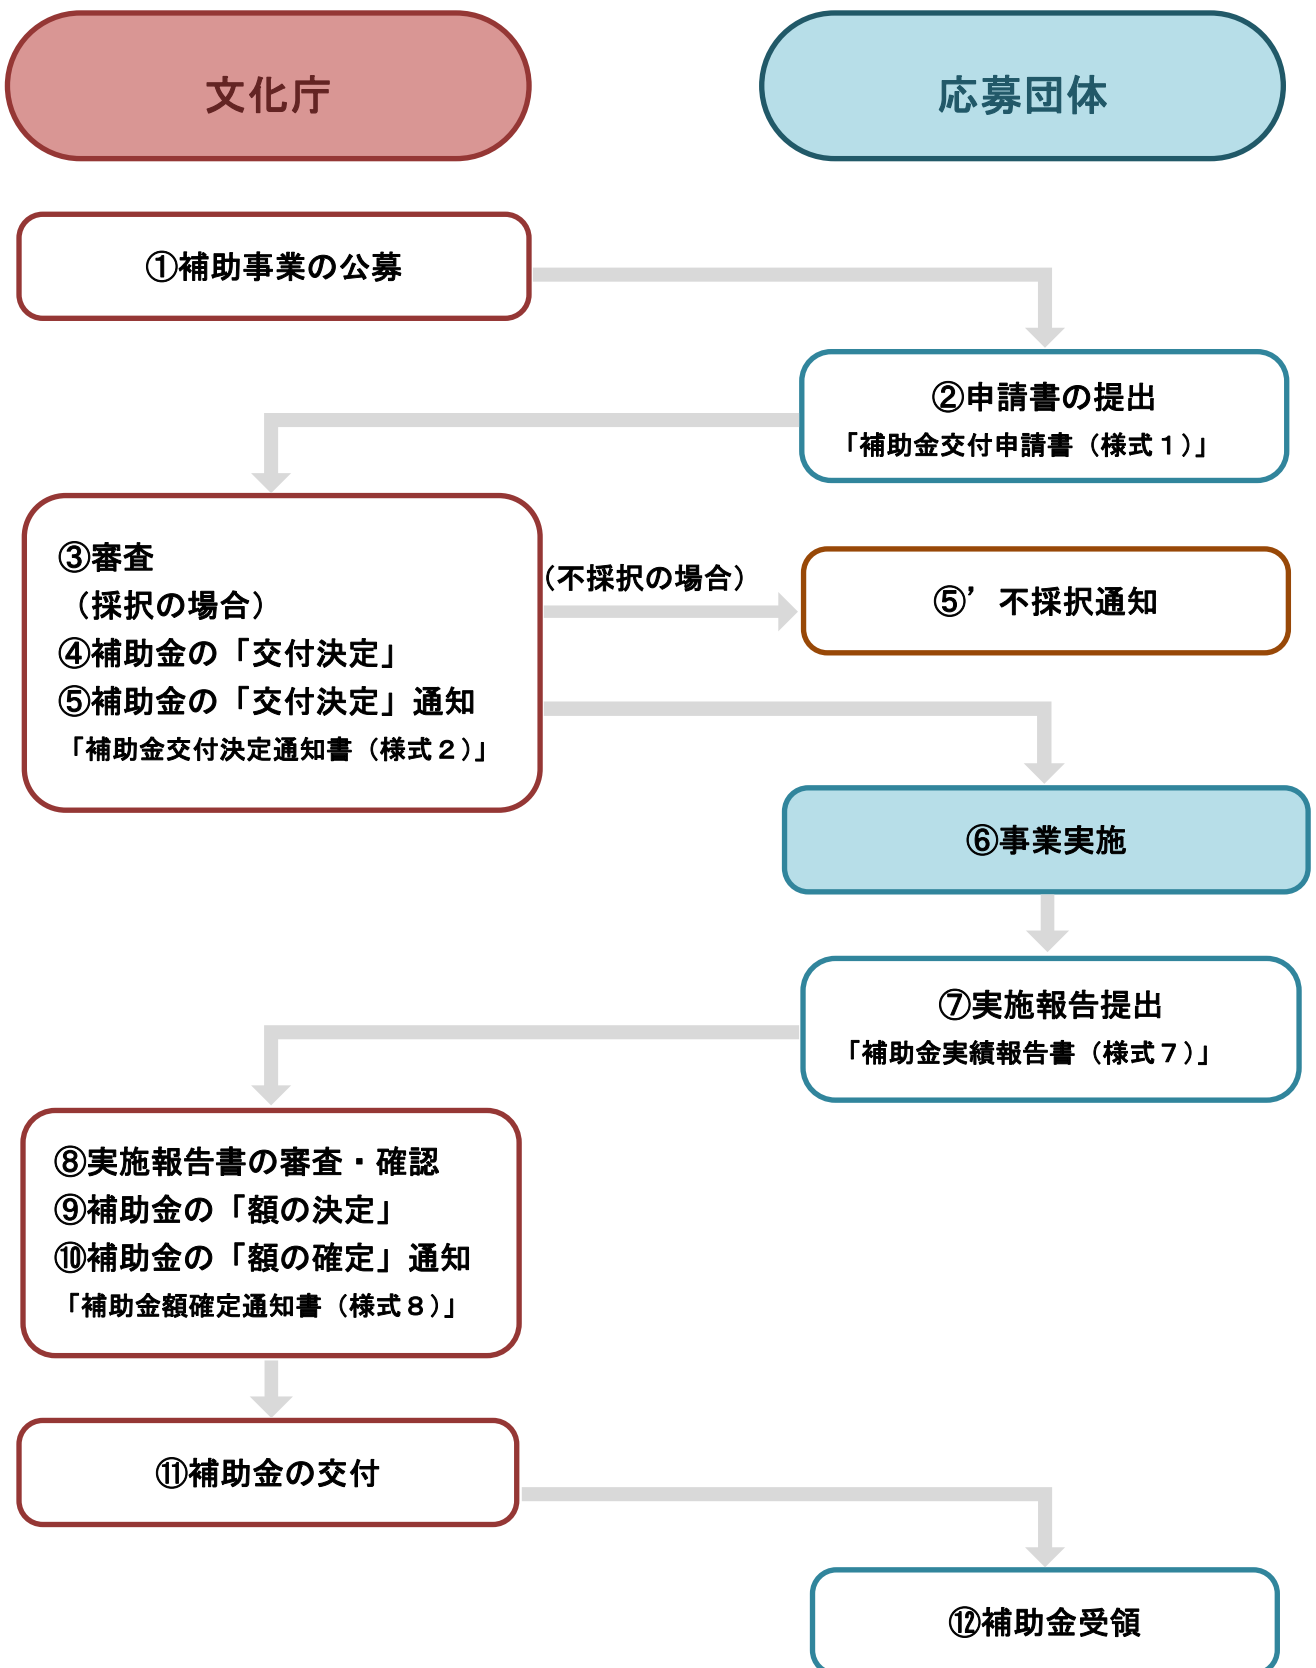 文化庁
応募団体
①補助事業の公募
②申請書の提出
「補助金交付申請書（様式１）」
③審査
（採択の場合）
④補助金の「交付決定」
⑤補助金の「交付決定」通知
「補助金交付決定通知書（様式２）」
（不採択の場合）
⑤’不採択通知
⑥事業実施
⑦実施報告提出
「補助金実績報告書（様式７）」
⑧実施報告書の審査・確認
⑨補助金の「額の決定」
⑩補助金の「額の確定」通知
「補助金額確定通知書（様式８）」
⑪補助金の交付
⑫補助金受領